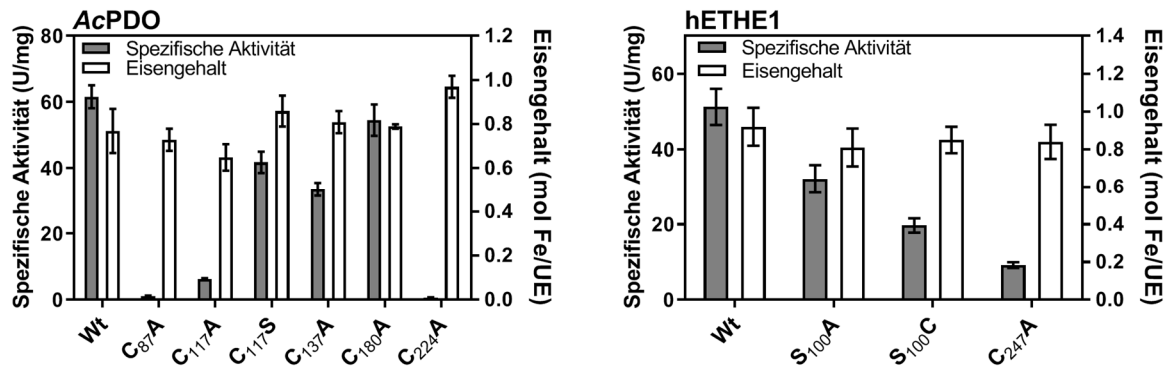 AcPDO
Spezifische Aktivität (U/mg)
80
60
40
20
0
Spezifische Aktivität
Eisengehalt
1.2
1.0
0.8
0.6
0.4
0.2
0.0
Eisengehalt (mol Fe/UE)
Wt
C87A
C117A
C117S
C137A
C180A
C224A
hETHE1
Spezifische Aktivität (U/mg)
60
40
20
0
Spezifische Aktivität
Eisengehalt
1.4
1.2
1.0
0.8
0.6
0.4
0.2
0.0
Eisengehalt (mol Fe/UE)
Wt
S100A
S100C
C247A